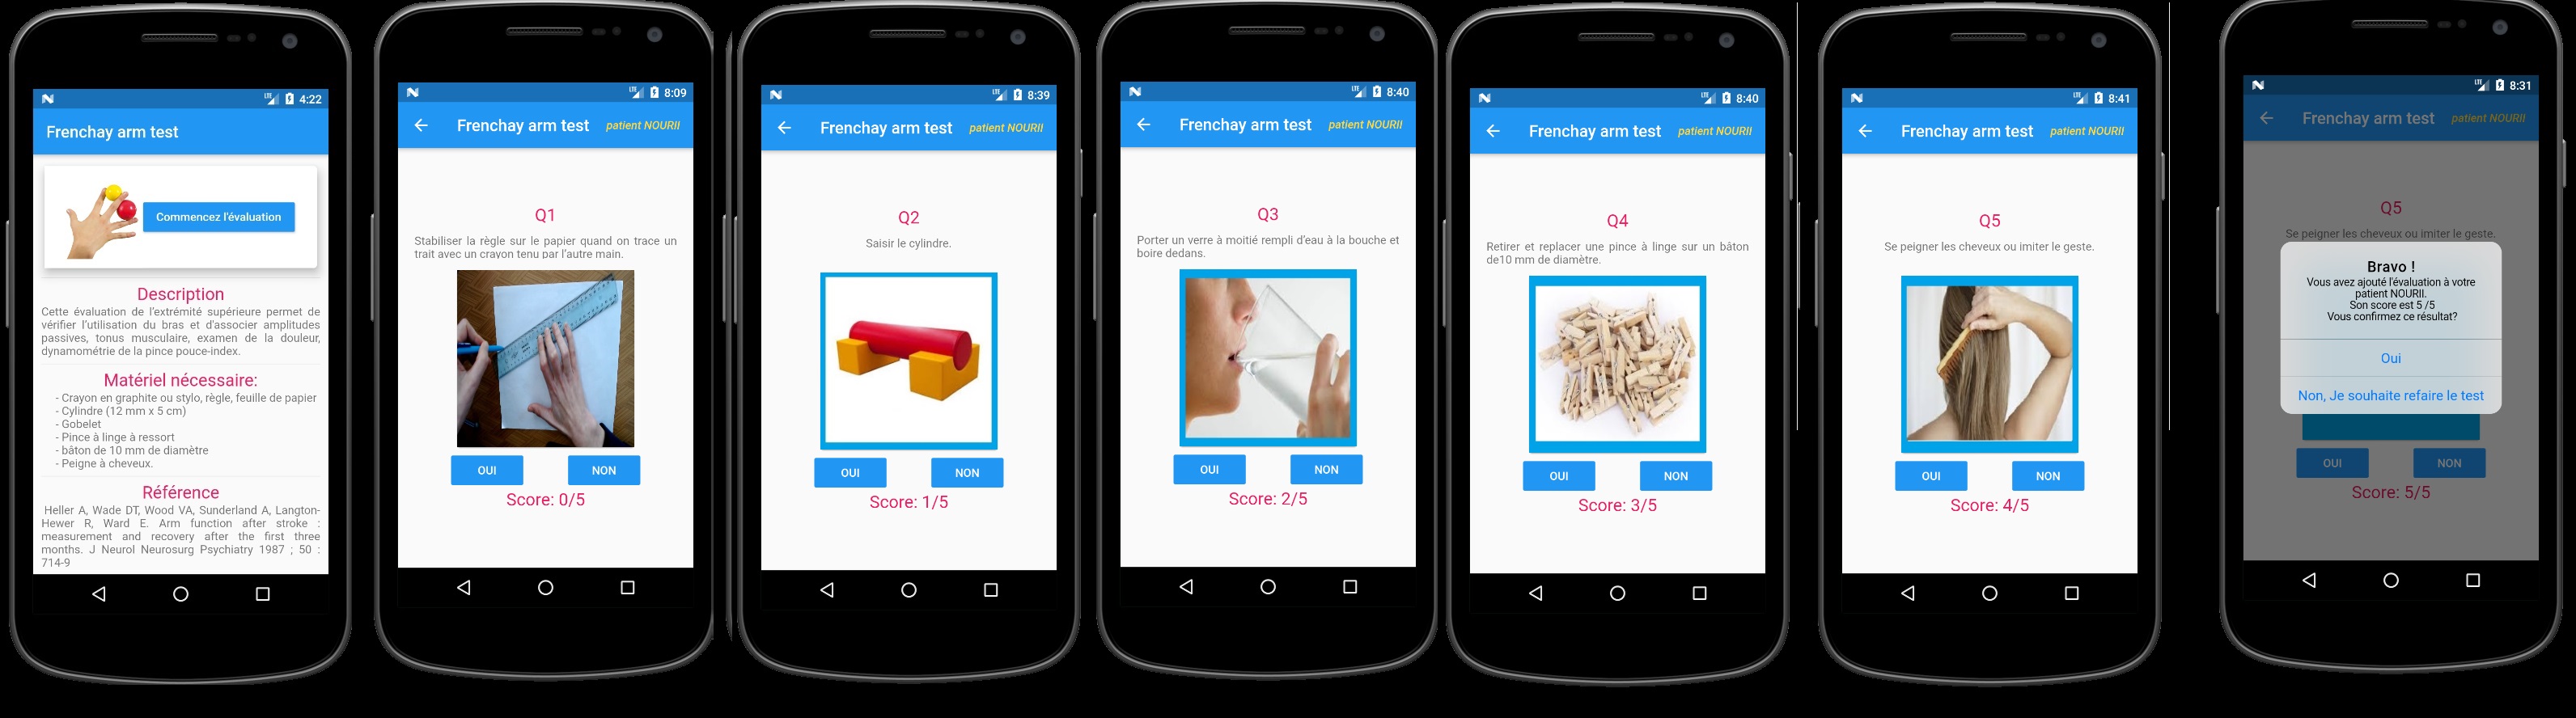 LTE 4:22
Frenchay arm test
Commencez l'évaluation
Description
Cette évaluation de l'extrémité supérieure permet de
vérifier l'utilisation du bras et d'associer amplitudes
passives, tonus musculaire, examen de la douleur,
dynamométrie de la pince pouce-index.
Matériel nécessaire:
- Crayon en graphite ou stylo, règle, feuille de papier
- Cylindre (12 mm x 5 cm)
- Gobelet
- Pince à linge à ressort
- bâton de 10 mm de diamètre
- Peigne à cheveux.
Référence
Heller A, Wade DT, Wood VA, Sunderland A, Langton-
Hewer R, Ward E. Arm function after stroke :
measurement and recovery after the first three
months. J Neurol Neurosurg Psychiatry 1987 ; 50 :
714-9
LTE 8:09
Frenchay arm test patient NOURII
Q1
Stabiliser la règle sur le papier quand on trace un
trait avec un crayon tenu par l'autre main.
OUI NON
Score: 0/5
LTE 8:39
Frenchay arm test patient NOURII
Q2
Saisir le cylindre.
OUI NON
Score: 1/5
LTE 8:40
Frenchay arm test patient NOURII
Q3
Porter un verre à moitié rempli d'eau à la bouche et
boire dedans.
OUI NON
Score: 2/5
LTE 8:40
Frenchay arm test patient NOURII
Q4
Retirer et replacer une pince à linge sur un bâton
de10 mm de diamètre.
OUI NON
Score: 3/5
LTE 8:41
Frenchay arm test patient NOURII
Q5
Se peigner les cheveux ou imiter le geste.
OUI NON
Score: 4/5
LTE 8:31
Frenchay arm test patient NOURII
Q5
Se peigner les cheveux ou imiter le geste.
Bravo !
Vous avez ajouté l'évaluation à votre
patient NOURII.
Son score est 5 /5
Vous confirmez ce résultat?
Oui
Non, Je souhaite refaire le test
OUI NON
Score: 5/5